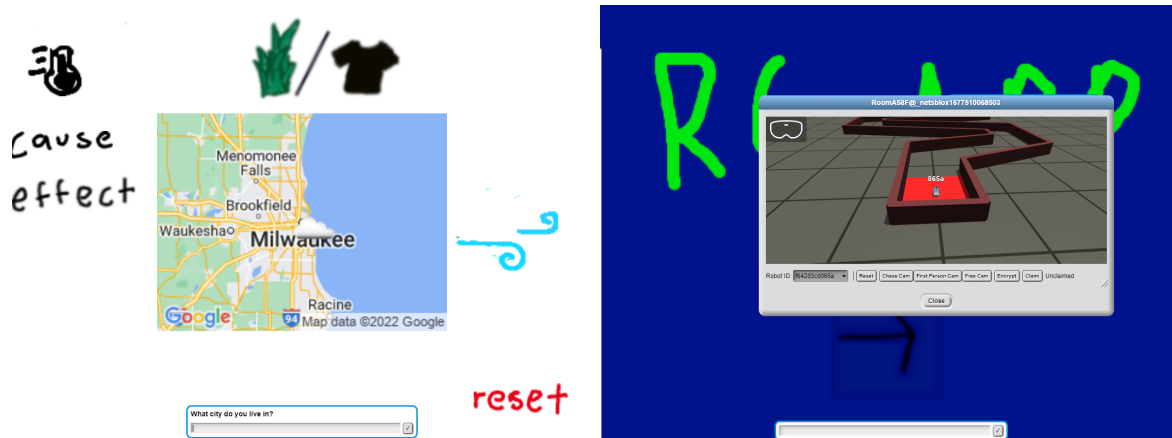 cause
effect
Menomonee
Falls
Brookfield
Waukesha
Milwaukee
Racine
Google
94
Map data ©2022 Google
reset
What city do you live in?
RoomA58F@_netsblox1677510068503
065a
Robot ID: f642d3cd065a
Reset
Chase Cam
First Person Cam
Free Cam
Encrypt
Claim
Unclaimed
Close